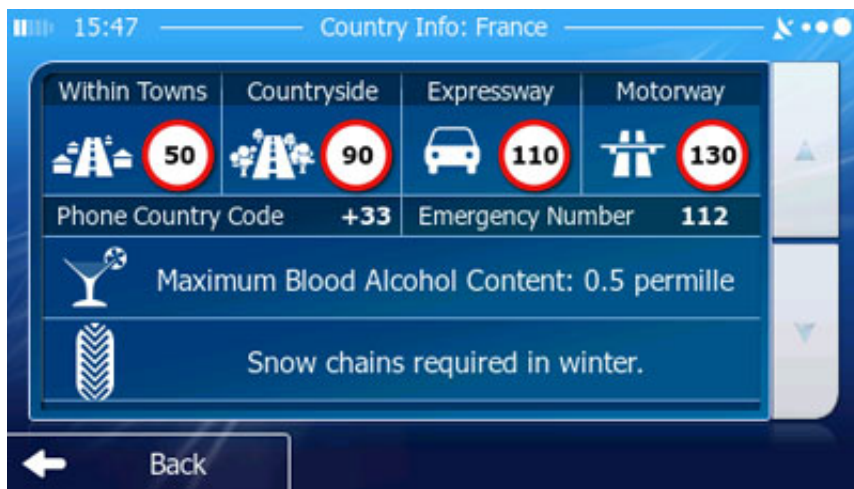 15:47 Country Info: France
Within Towns Countryside Expressway Motorway
50 90 110 130
Phone Country Code +33 Emergency Number 112
Maximum Blood Alcohol Content: 0.5 permille
Snow chains required in winter.
Back